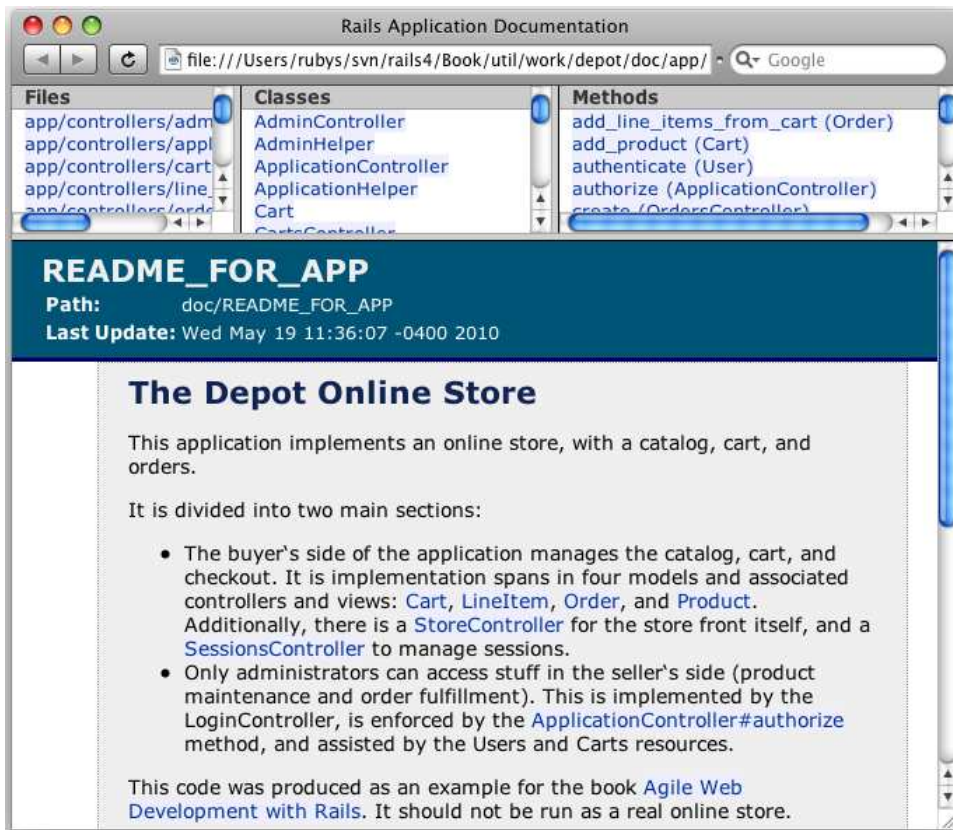 Rails Application Documentation
file:///Users/rubys/svn/rails4/Book/util/work/depot/doc/app/
Google
Files
app/controllers/adm
app/controllers/appl
app/controllers/cart
app/controllers/line_
app/controllers/orde
Classes
AdminController
AdminHelper
ApplicationController
ApplicationHelper
Cart
CartsController
Methods
add_line_items_from_cart (Order)
add_product (Cart)
authenticate (User)
authorize (ApplicationController)
create (OrdersController)
README_FOR_APP
Path: doc/README_FOR_APP
Last Update: Wed May 19 11:36:07 -0400 2010
The Depot Online Store
This application implements an online store, with a catalog, cart, and
orders.
It is divided into two main sections:
• The buyer‛s side of the application manages the catalog, cart, and
checkout. It is implementation spans in four models and associated
controllers and views: Cart, LineItem, Order, and Product.
Additionally, there is a StoreController for the store front itself, and a
SessionsController to manage sessions.
• Only administrators can access stuff in the seller‛s side (product
maintenance and order fulfillment). This is implemented by the
LoginController, is enforced by the ApplicationController#authorize
method, and assisted by the Users and Carts resources.
This code was produced as an example for the book Agile Web
Development with Rails. It should not be run as a real online store.